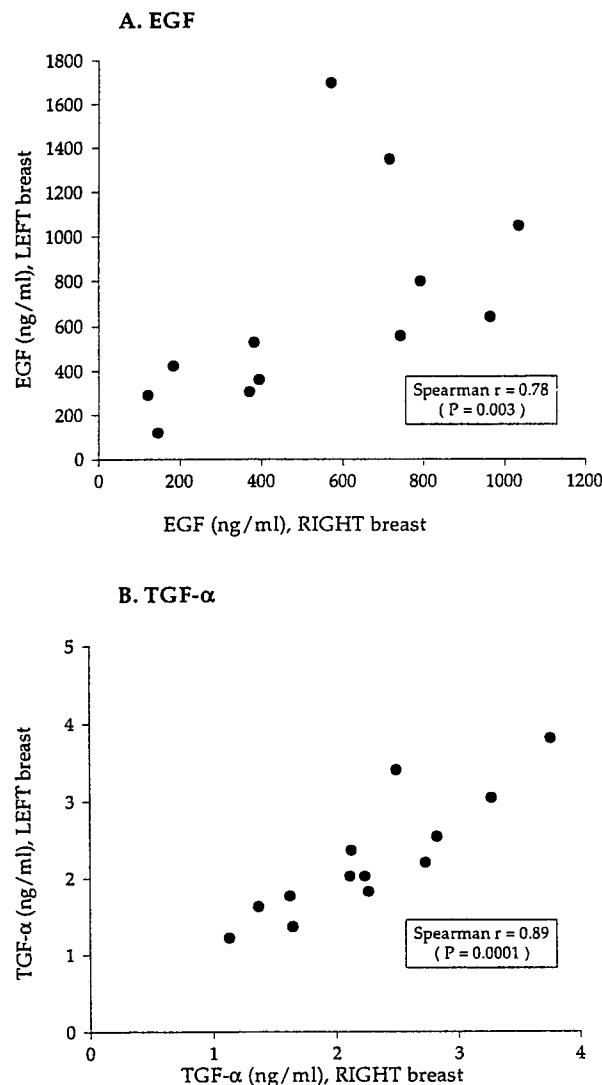 A. EGF
1800
1600
1400
1200
1000
800
600
400
200
0
EGF (ng/ml), LEFT breast
0 200 400 600 800 1000 1200
EGF (ng/ml), RIGHT breast
Spearman r = 0.78
( P = 0.003 )
B. TGF-α
5
4
3
2
1
0
TGF-α (ng/ml), LEFT breast
0 1 2 3 4
TGF-α (ng/ml), RIGHT breast
Spearman r = 0.89
( P = 0.0001 )